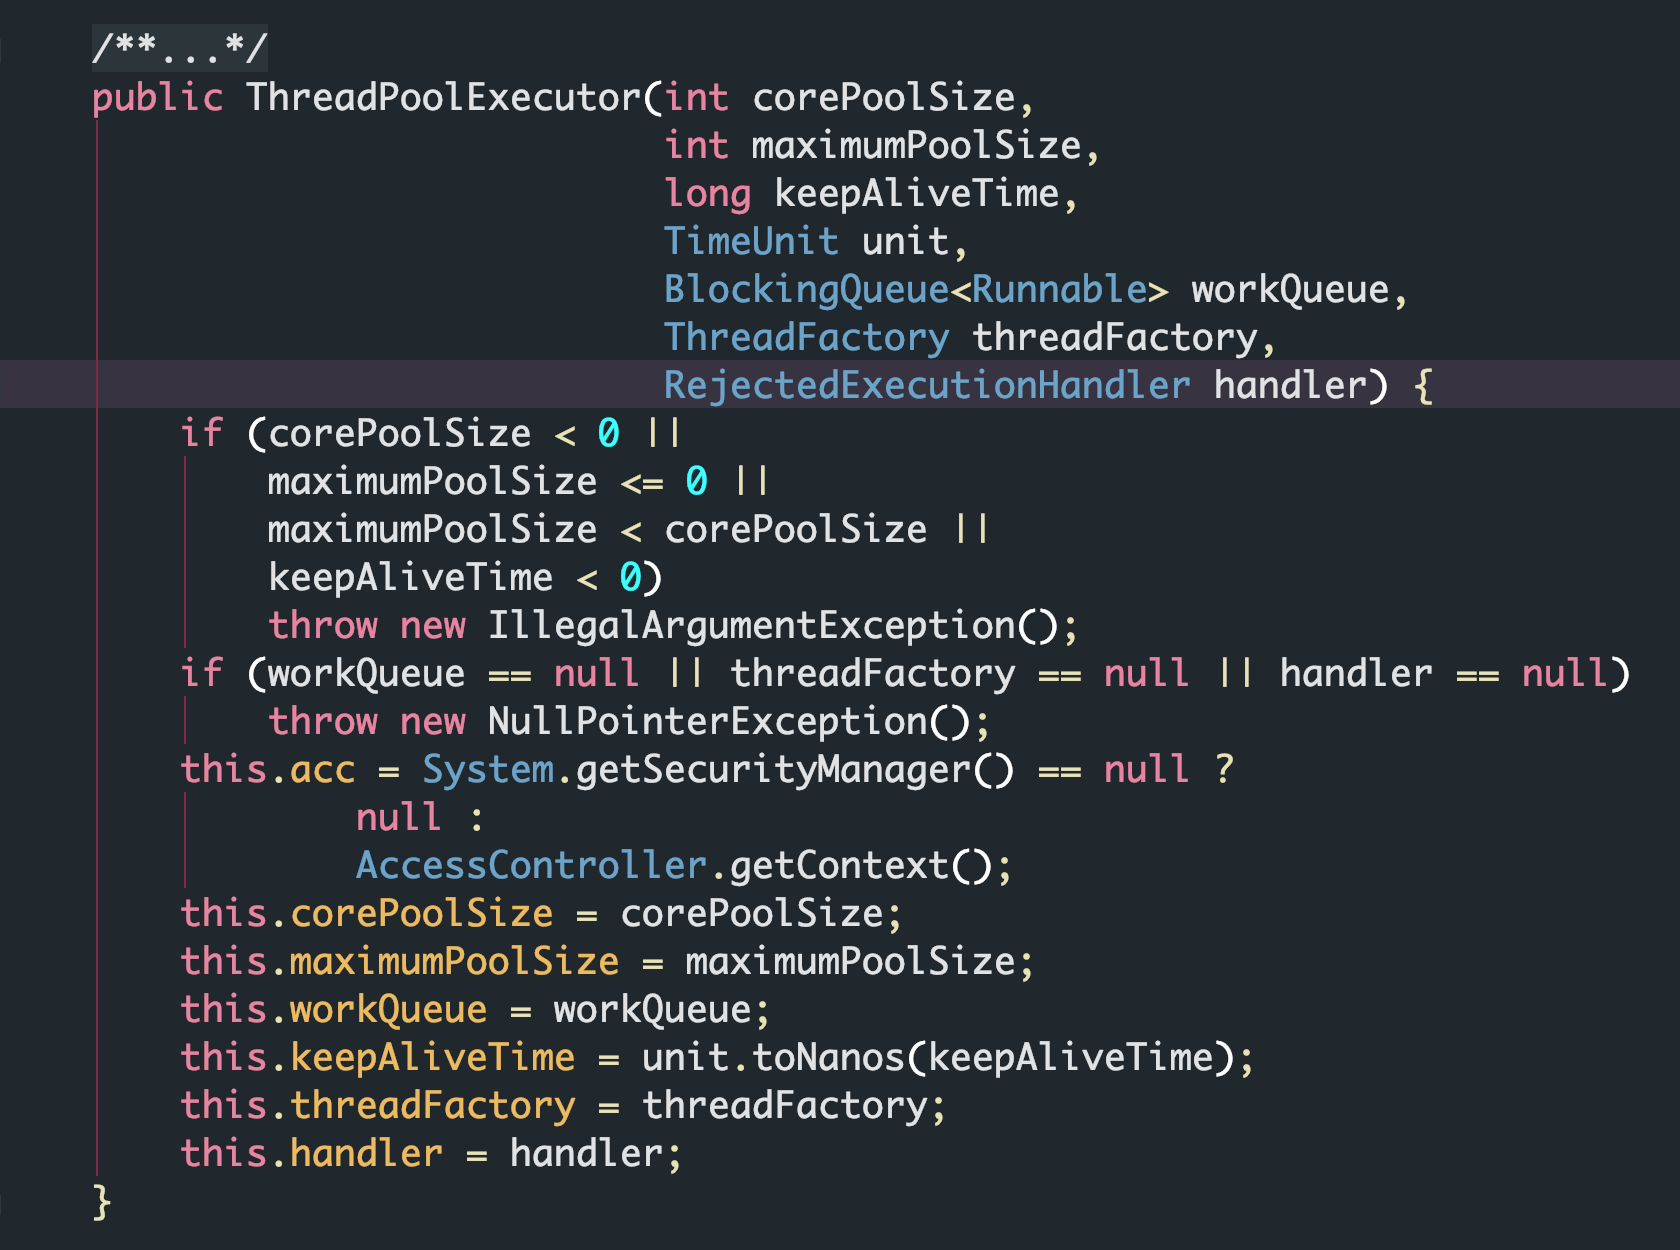 /**...*/
public ThreadPoolExecutor(int corePoolSize,
int maximumPoolSize,
long keepAliveTime,
TimeUnit unit,
BlockingQueue<Runnable> workQueue,
ThreadFactory threadFactory,
RejectedExecutionHandler handler) {
if (corePoolSize < 0 ||
maximumPoolSize <= 0 ||
maximumPoolSize < corePoolSize ||
keepAliveTime < 0)
throw new IllegalArgumentException();
if (workQueue == null || threadFactory == null || handler == null)
throw new NullPointerException();
this.acc = System.getSecurityManager() == null ?
null :
AccessController.getContext();
this.corePoolSize = corePoolSize;
this.maximumPoolSize = maximumPoolSize;
this.workQueue = workQueue;
this.keepAliveTime = unit.toNanos(keepAliveTime);
this.threadFactory = threadFactory;
this.handler = handler;
}